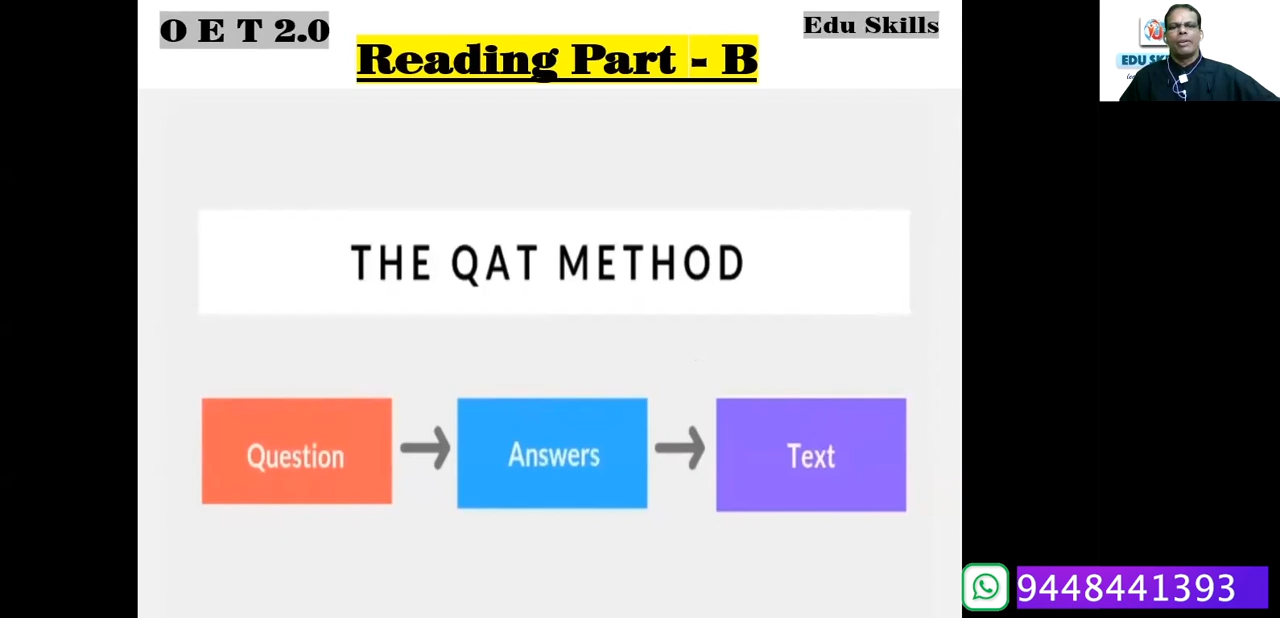 O E T 2.0
Edu Skills
Reading Part - B
THE QAT METHOD
Question
Answers
Text
9448441393